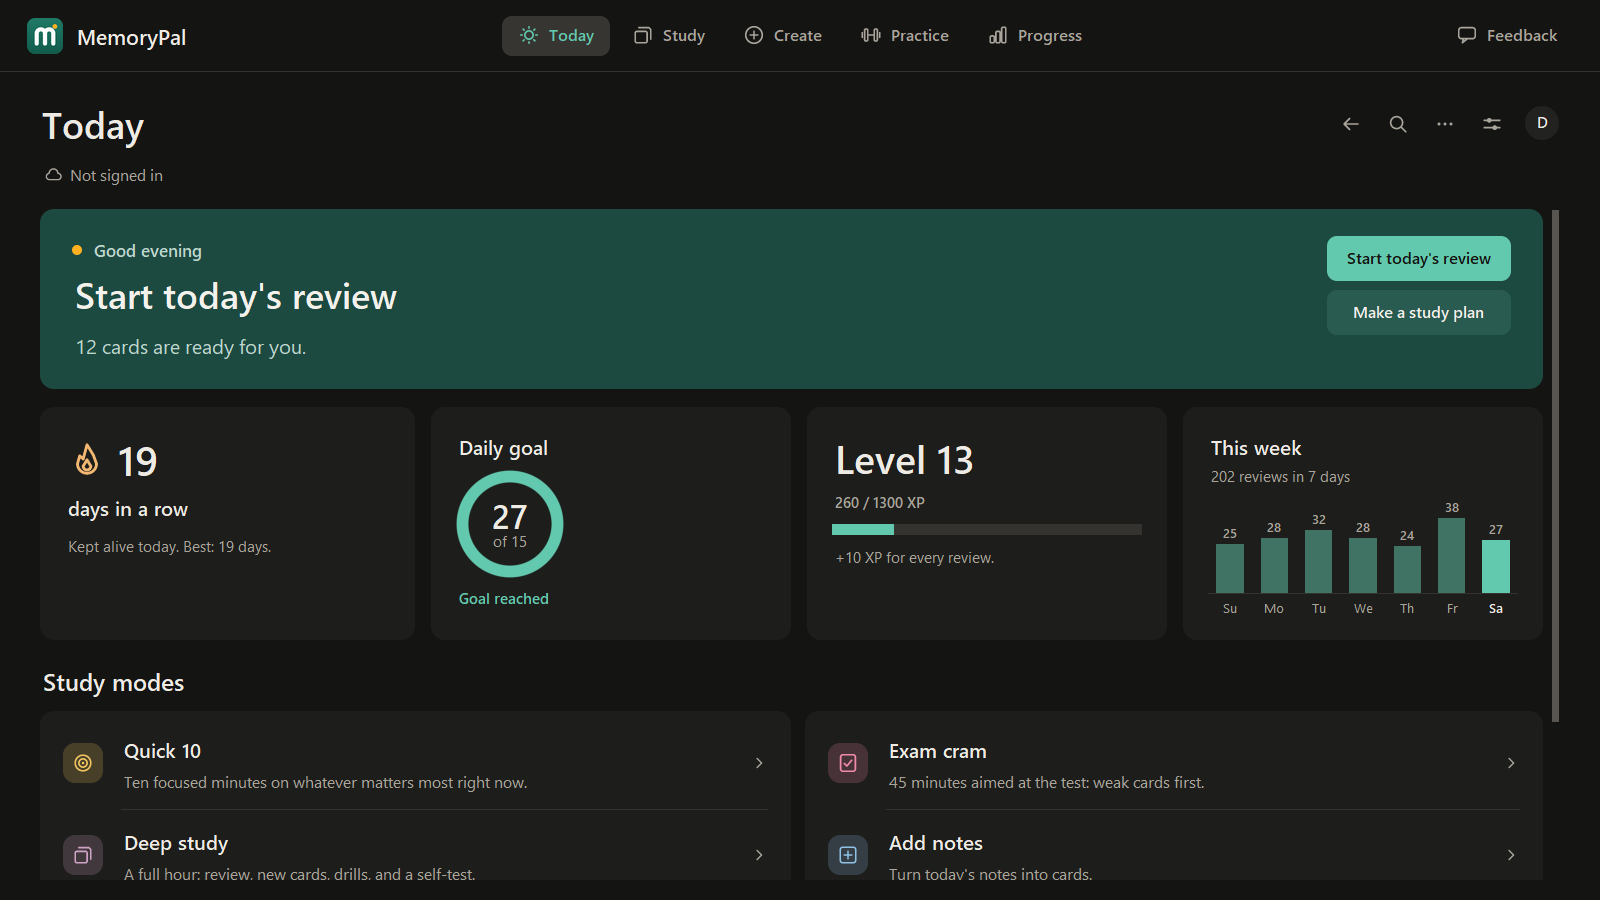 MemoryPal
Today
Study
Create
Practice
Progress
Feedback
Today
D
Not signed in
Good evening
Start today's review
12 cards are ready for you.
Start today's review
Make a study plan
19
days in a row
Kept alive today. Best: 19 days.
Daily goal
27
of 15
Goal reached
Level 13
260 / 1300 XP
+10 XP for every review.
This week
202 reviews in 7 days
25 28 32 28 24 38 27
Su Mo Tu We Th Fr Sa
Study modes
Quick 10
Ten focused minutes on whatever matters most right now.
Exam cram
45 minutes aimed at the test: weak cards first.
Deep study
A full hour: review, new cards, drills, and a self-test.
Add notes
Turn today's notes into cards.